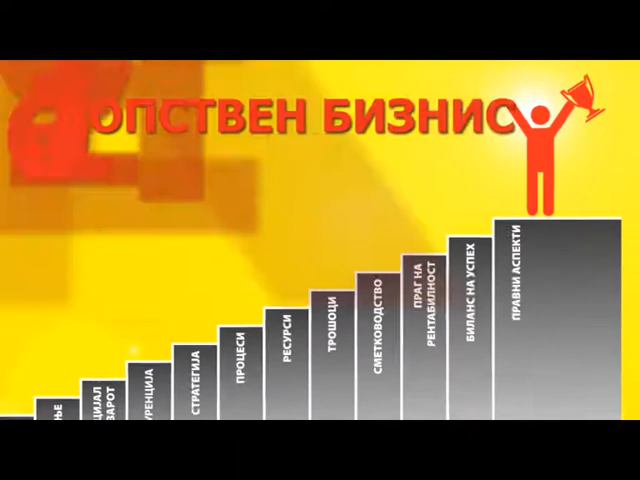 ОПСТВЕН БИЗНИС
СТРАТЕГИЈА
ПРОЦЕСИ
РЕСУРСИ
ТРОШОЦИ
СМЕТКОВОДСТВО
ПРАГ НА
РЕНТАБИЛНОСТ
БИЛАНС НА УСПЕХ
ПРАВНИ АСПЕКТИ